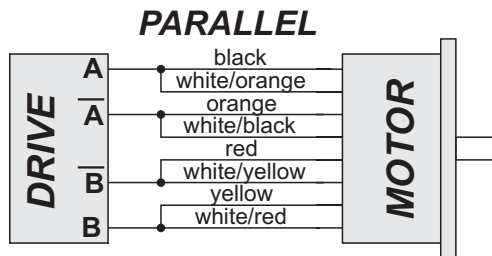 PARALLEL
DRIVE
A
A̅
B̅
B
black
white/orange
orange
white/black
red
white/yellow
yellow
white/red
MOTOR